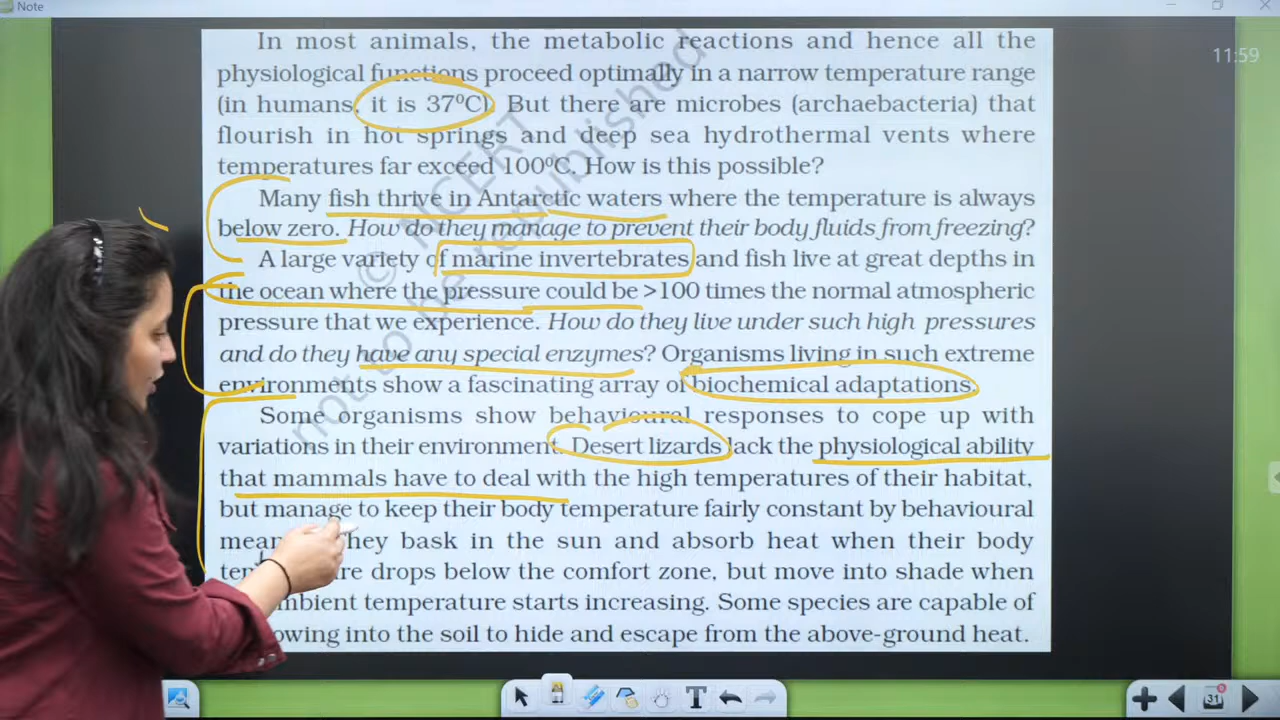 Note
11:59
In most animals, the metabolic reactions and hence all the
physiological functions proceed optimally in a narrow temperature range
(in humans, it is 37⁰C). But there are microbes (archaebacteria) that
flourish in hot springs and deep sea hydrothermal vents where
temperatures far exceed 100⁰C. How is this possible?
Many fish thrive in Antarctic waters where the temperature is always
below zero. How do they manage to prevent their body fluids from freezing?
A large variety of marine invertebrates and fish live at great depths in
the ocean where the pressure could be >100 times the normal atmospheric
pressure that we experience. How do they live under such high pressures
and do they have any special enzymes? Organisms living in such extreme
environments show a fascinating array of biochemical adaptations.
Some organisms show behavioural responses to cope up with
variations in their environment. Desert lizards lack the physiological ability
that mammals have to deal with the high temperatures of their habitat,
but manage to keep their body temperature fairly constant by behavioural
They bask in the sun and absorb heat when their body
drops below the comfort zone, but move into shade when
ambient temperature starts increasing. Some species are capable of
into the soil to hide and escape from the above-ground heat.
© NCERT
not to be republished
T
31